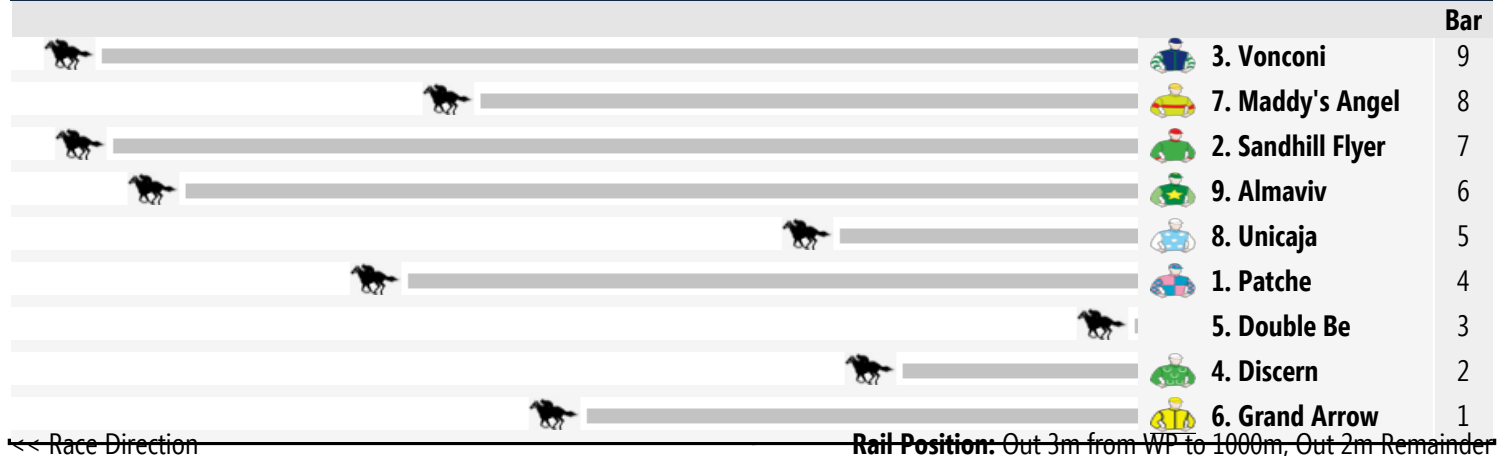 Bar
3. Vonconi 9
7. Maddy's Angel 8
2. Sandhill Flyer 7
9. Almaviv 6
8. Unicaja 5
1. Patche 4
5. Double Be 3
4. Discern 2
6. Grand Arrow 1
<< Race Direction Rail Position: Out 3m from WP to 1000m, Out 2m Remainder